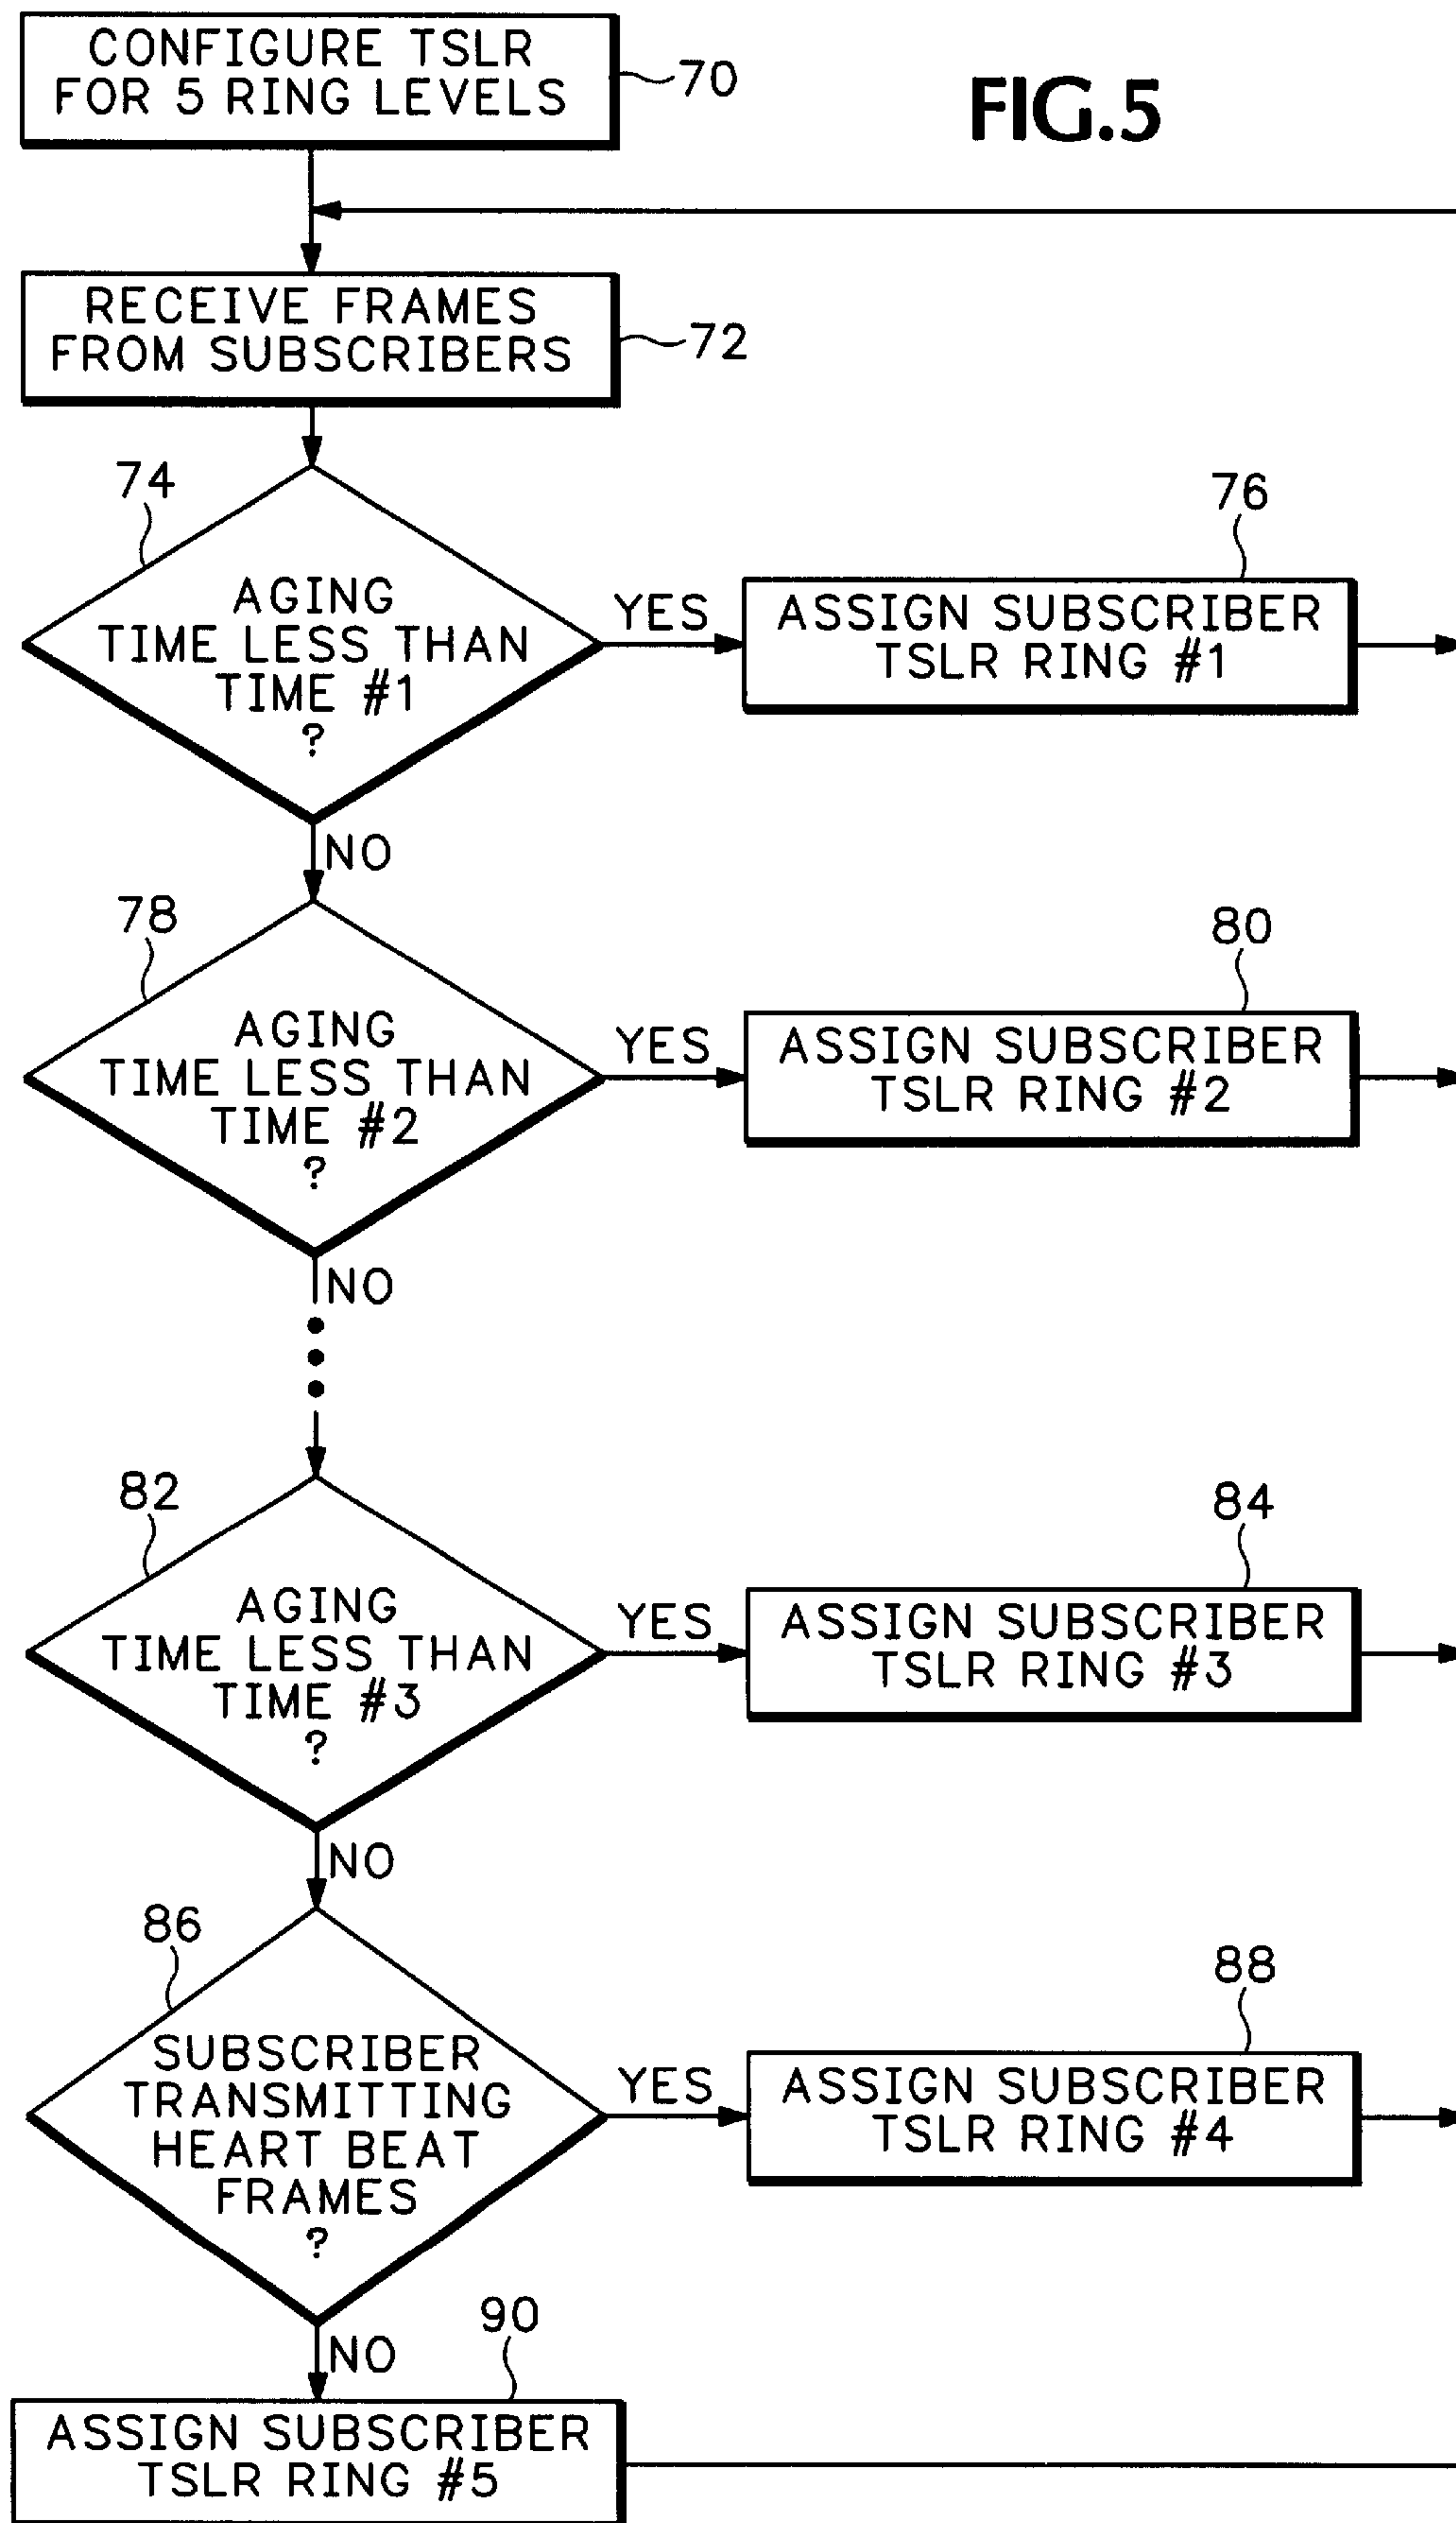 CONFIGURE TSLR
FOR 5 RING LEVELS
70
FIG.5
RECEIVE FRAMES
FROM SUBSCRIBERS
72
74
AGING
TIME LESS THAN
TIME #1
?
YES
76
ASSIGN SUBSCRIBER
TSLR RING #1
NO
78
AGING
TIME LESS THAN
TIME #2
?
YES
80
ASSIGN SUBSCRIBER
TSLR RING #2
NO
82
AGING
TIME LESS THAN
TIME #3
?
YES
84
ASSIGN SUBSCRIBER
TSLR RING #3
NO
86
SUBSCRIBER
TRANSMITTING
HEART BEAT
FRAMES
?
YES
88
ASSIGN SUBSCRIBER
TSLR RING #4
NO
90
ASSIGN SUBSCRIBER
TSLR RING #5